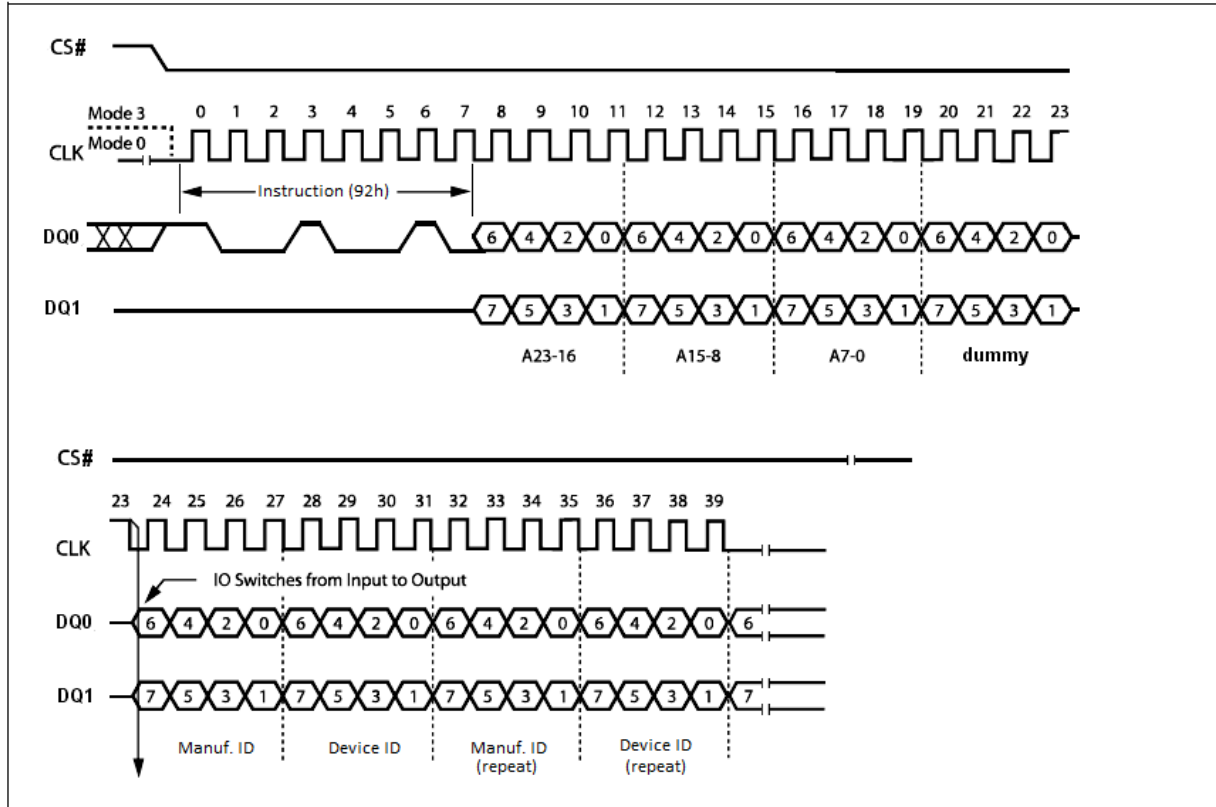 CS#
0 1 2 3 4 5 6 7 8 9 10 11 12 13 14 15 16 17 18 19 20 21 22 23
Mode 3
Mode 0
CLK
Instruction (92h)
DQ0 6 4 2 0 6 4 2 0 6 4 2 0 6 4 2 0
DQ1 7 5 3 1 7 5 3 1 7 5 3 1 7 5 3 1
A23-16 A15-8 A7-0 dummy
CS#
23 24 25 26 27 28 29 30 31 32 33 34 35 36 37 38 39
CLK
IO Switches from Input to Output
DQ0 6 4 2 0 6 4 2 0 6 4 2 0 6 4 2 0 6
DQ1 7 5 3 1 7 5 3 1 7 5 3 1 7 5 3 1 7
Manuf. ID Device ID Manuf. ID Device ID
(repeat) (repeat)